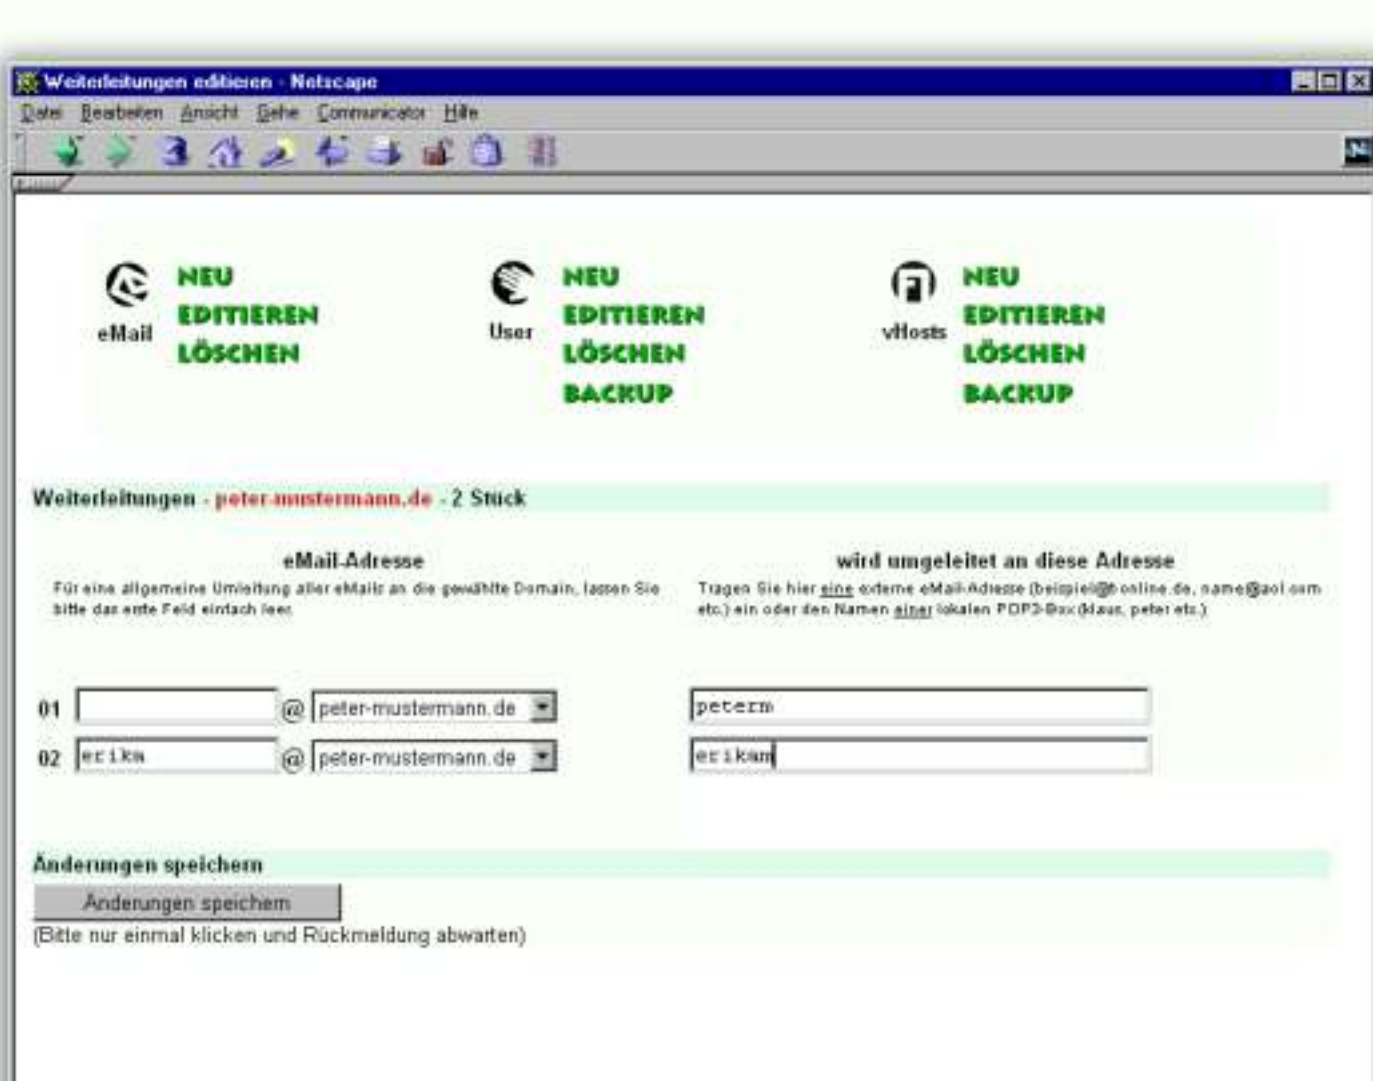 Weiterleitungen editieren - Netscape
Datei Bearbeiten Ansicht Gehe Communicator Hilfe
NEU
EDITIEREN
LÖSCHEN
eMail
NEU
EDITIEREN
LÖSCHEN
BACKUP
User
NEU
EDITIEREN
LÖSCHEN
BACKUP
vHosts
Weiterleitungen - peter-mustermann.de - 2 Stück
eMail-Adresse
Für eine allgemeine Umleitung aller eMails an die gewählte Domain, lassen Sie
bitte das erste Feld einfach leer.
wird umgeleitet an diese Adresse
Tragen Sie hier eine externe eMail-Adresse (beispiel@t-online.de, name@aol.com
etc.) ein oder den Namen einer lokalen POP3-Box (klaus, peter etc.)
01 @ peter-mustermann.de peterm
02 erika @ peter-mustermann.de erikam
Änderungen speichern
Änderungen speichern
(Bitte nur einmal klicken und Rückmeldung abwarten)